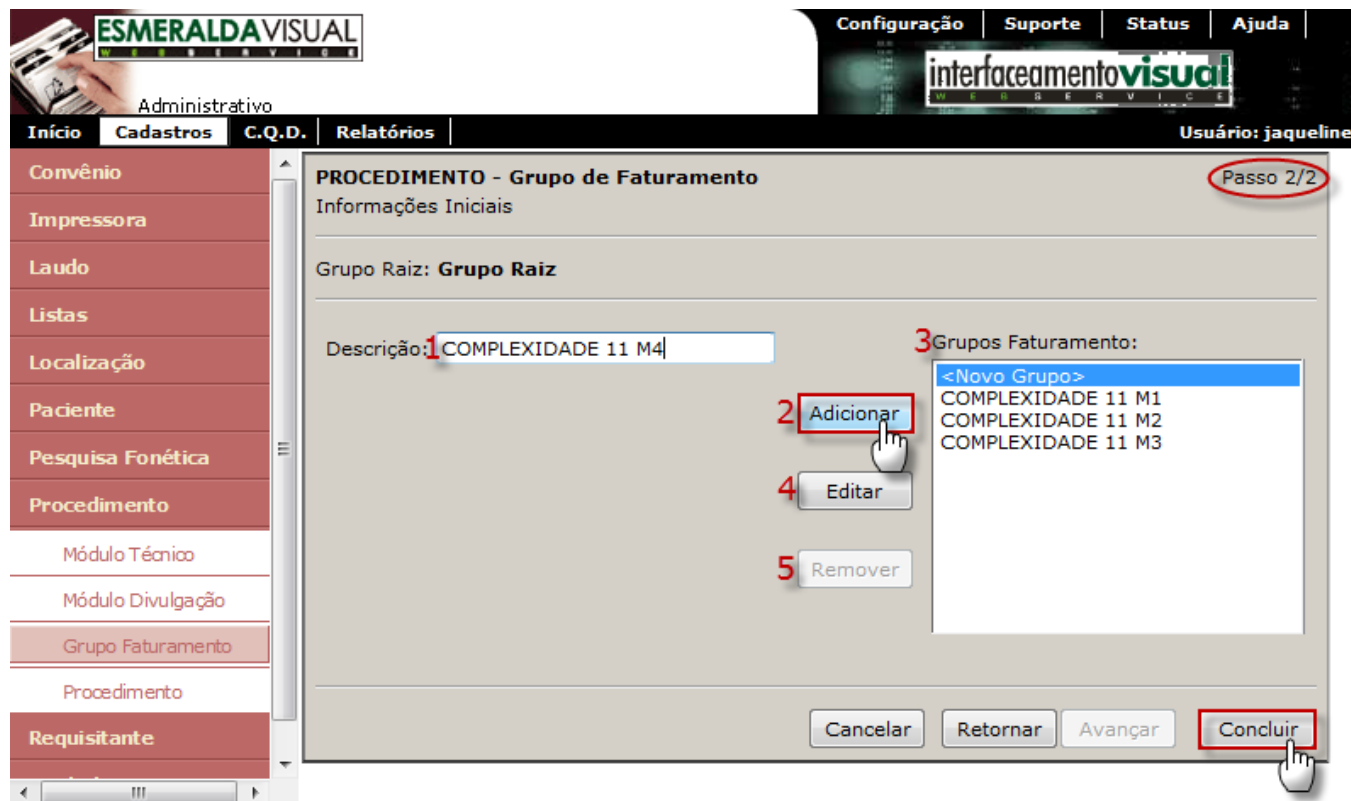 ESMERALDAVISUAL
WEBSERVICE
Administrativo
Configuração Suporte Status Ajuda
interfaceamentovisual
WEBSERVICE
Início Cadastros C.Q.D. Relatórios
Usuário: jaqueline
Convênio
Impressora
Laudo
Listas
Localização
Paciente
Pesquisa Fonética
Procedimento
Módulo Técnico
Módulo Divulgação
Grupo Faturamento
Procedimento
Requisitante
PROCEDIMENTO - Grupo de Faturamento
Passo 2/2
Informações Iniciais
Grupo Raiz: Grupo Raiz
Descrição: 1 COMPLEXIDADE 11 M4
2 Adicionar
4 Editar
5 Remover
3 Grupos Faturamento:
<Novo Grupo>
COMPLEXIDADE 11 M1
COMPLEXIDADE 11 M2
COMPLEXIDADE 11 M3
Cancelar Retornar Avançar Concluir